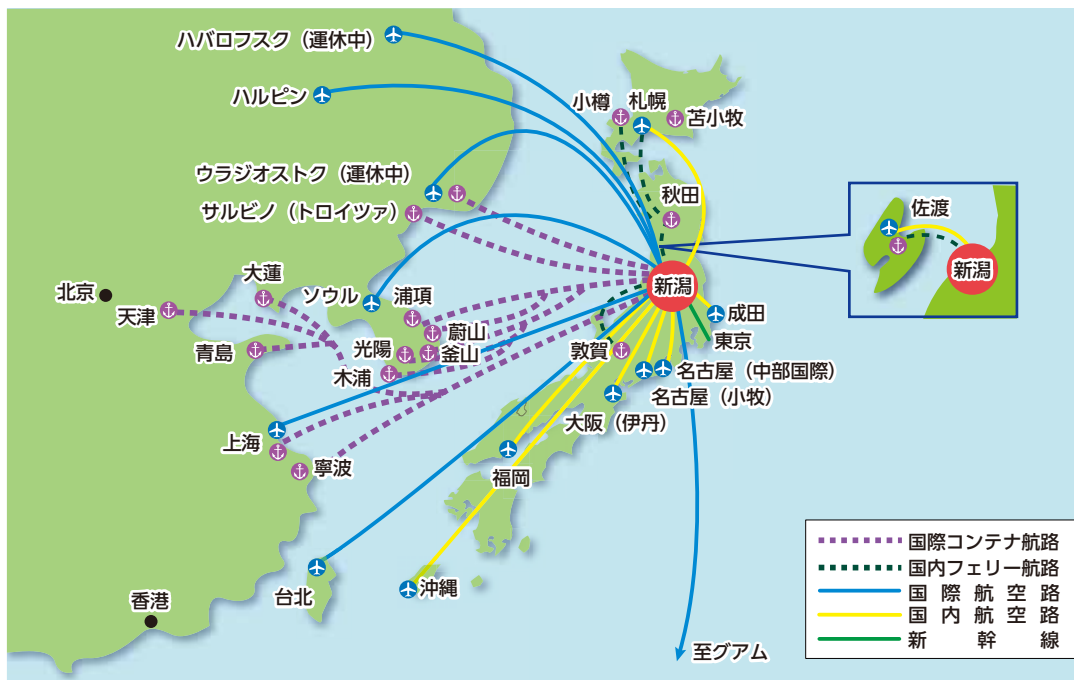 ハバロフスク（運休中）
ハルピン
小樽
札幌
苫小牧
ウラジオストク（運休中）
サルビノ（トロイツァ）
秋田
佐渡
新潟
北京
天津
大蓮
ソウル
浦項
新潟
成田
東京
青島
光陽
蔚山
釜山
木浦
敦賀
名古屋（中部国際）
名古屋（小牧）
大阪（伊丹）
上海
寧波
福岡
台北
沖縄
香港
至グアム
国際コンテナ航路
国内フェリー航路
国際航空路
国内航空路
新幹線